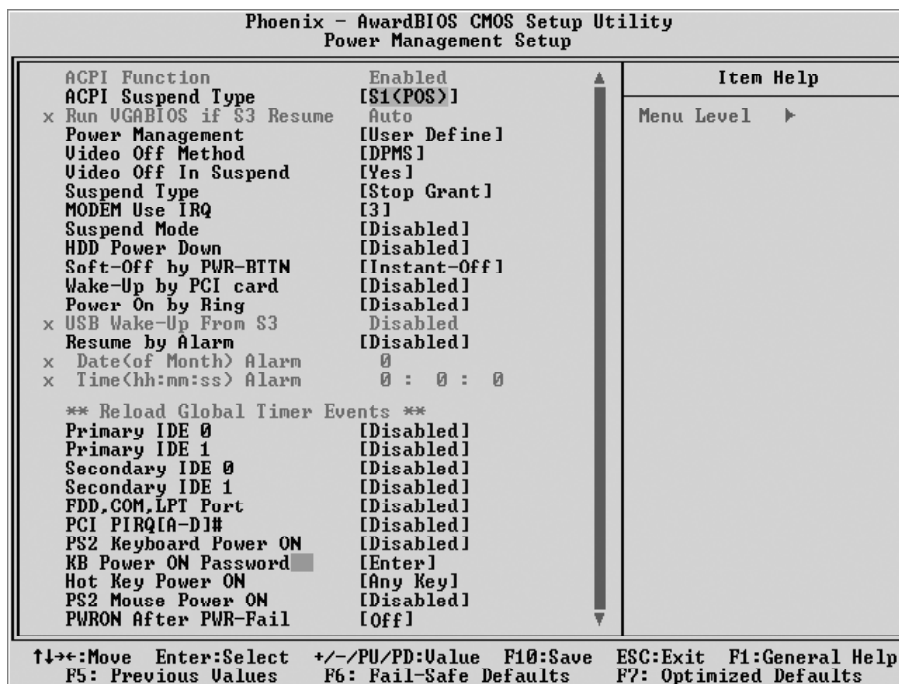 Phoenix - AwardBIOS CMOS Setup Utility
Power Management Setup
ACPI Function Enabled
ACPI Suspend Type [S1(POS)]
x Run VGABIOS if S3 Resume Auto
Power Management [User Define]
Video Off Method [DPMS]
Video Off In Suspend [Yes]
Suspend Type [Stop Grant]
MODEM Use IRQ [3]
Suspend Mode [Disabled]
HDD Power Down [Disabled]
Soft-Off by PWR-BTTN [Instant-Off]
Wake-Up by PCI card [Disabled]
Power On by Ring [Disabled]
x USB Wake-Up From S3 Disabled
Resume by Alarm [Disabled]
x Date(of Month) Alarm 0
x Time(hh:mm:ss) Alarm 0 : 0 : 0
** Reload Global Timer Events **
Primary IDE 0 [Disabled]
Primary IDE 1 [Disabled]
Secondary IDE 0 [Disabled]
Secondary IDE 1 [Disabled]
FDD,COM,LPT Port [Disabled]
PCI PIRQ[A-D]# [Disabled]
PS2 Keyboard Power ON [Disabled]
KB Power ON Password [Enter]
Hot Key Power ON [Any Key]
PS2 Mouse Power ON [Disabled]
PWRON After PWR-Fail [Off]
Item Help
Menu Level ►
↑↓→←:Move Enter:Select +/-/PU/PD:Value F10:Save ESC:Exit F1:General Help
F5: Previous Values F6: Fail-Safe Defaults F7: Optimized Defaults